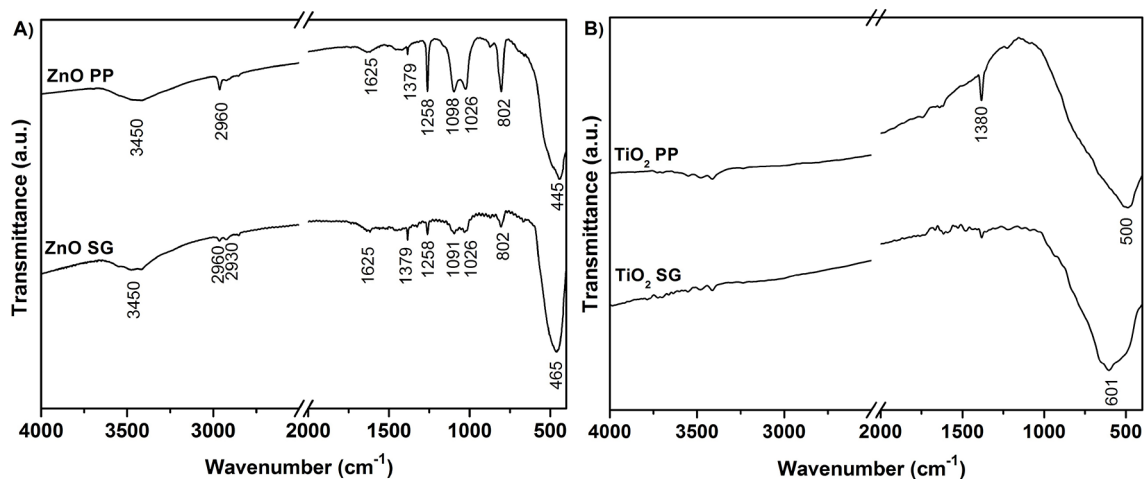 A)
ZnO PP
3450
2960
1625
1379
1258
1098
1026
802
445
ZnO SG
3450
2960
2930
1625
1379
1258
1091
1026
802
465
Transmittance (a.u.)
4000 3500 3000 20 1500 1000 500
Wavenumber (cm⁻¹)
B)
TiO₂ PP
1380
500
TiO₂ SG
601
Transmittance (a.u.)
4000 3500 3000 2000 1500 1000 500
Wavenumber (cm⁻¹)